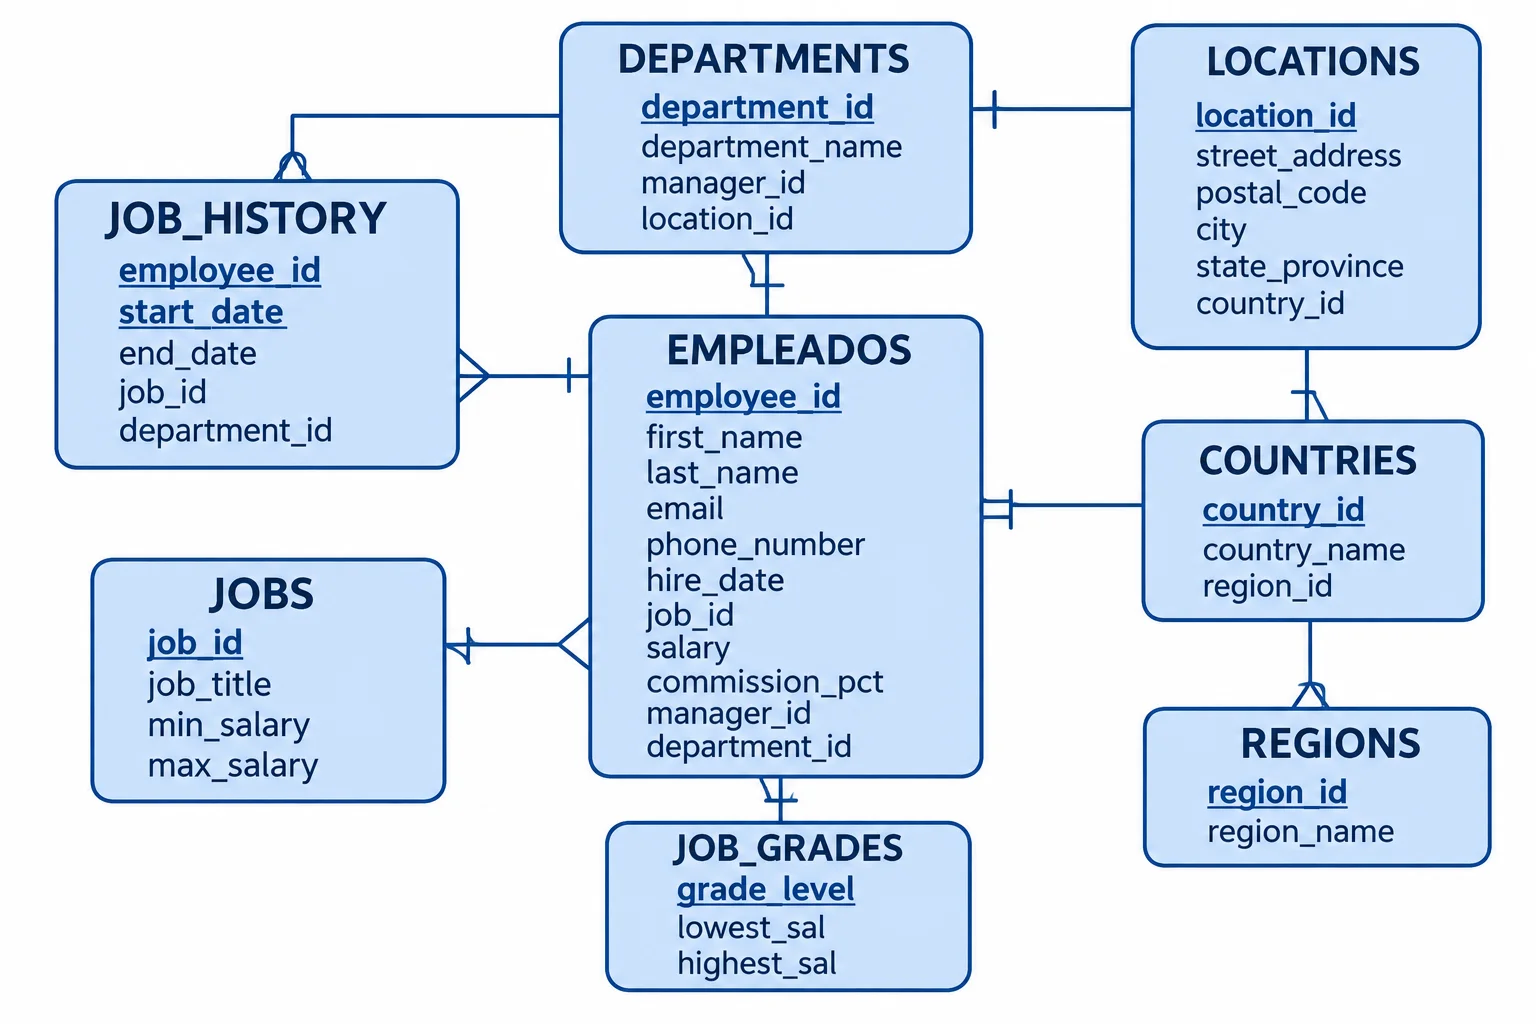 DEPARTMENTS
department_id
department_name
manager_id
location_id
LOCATIONS
location_id
street_address
postal_code
city
state_province
country_id
JOB_HISTORY
employee_id
start_date
end_date
job_id
department_id
EMPLEADOS
employee_id
first_name
last_name
email
phone_number
hire_date
job_id
salary
commission_pct
manager_id
department_id
COUNTRIES
country_id
country_name
region_id
JOBS
job_id
job_title
min_salary
max_salary
REGIONS
region_id
region_name
JOB_GRADES
grade_level
lowest_sal
highest_sal